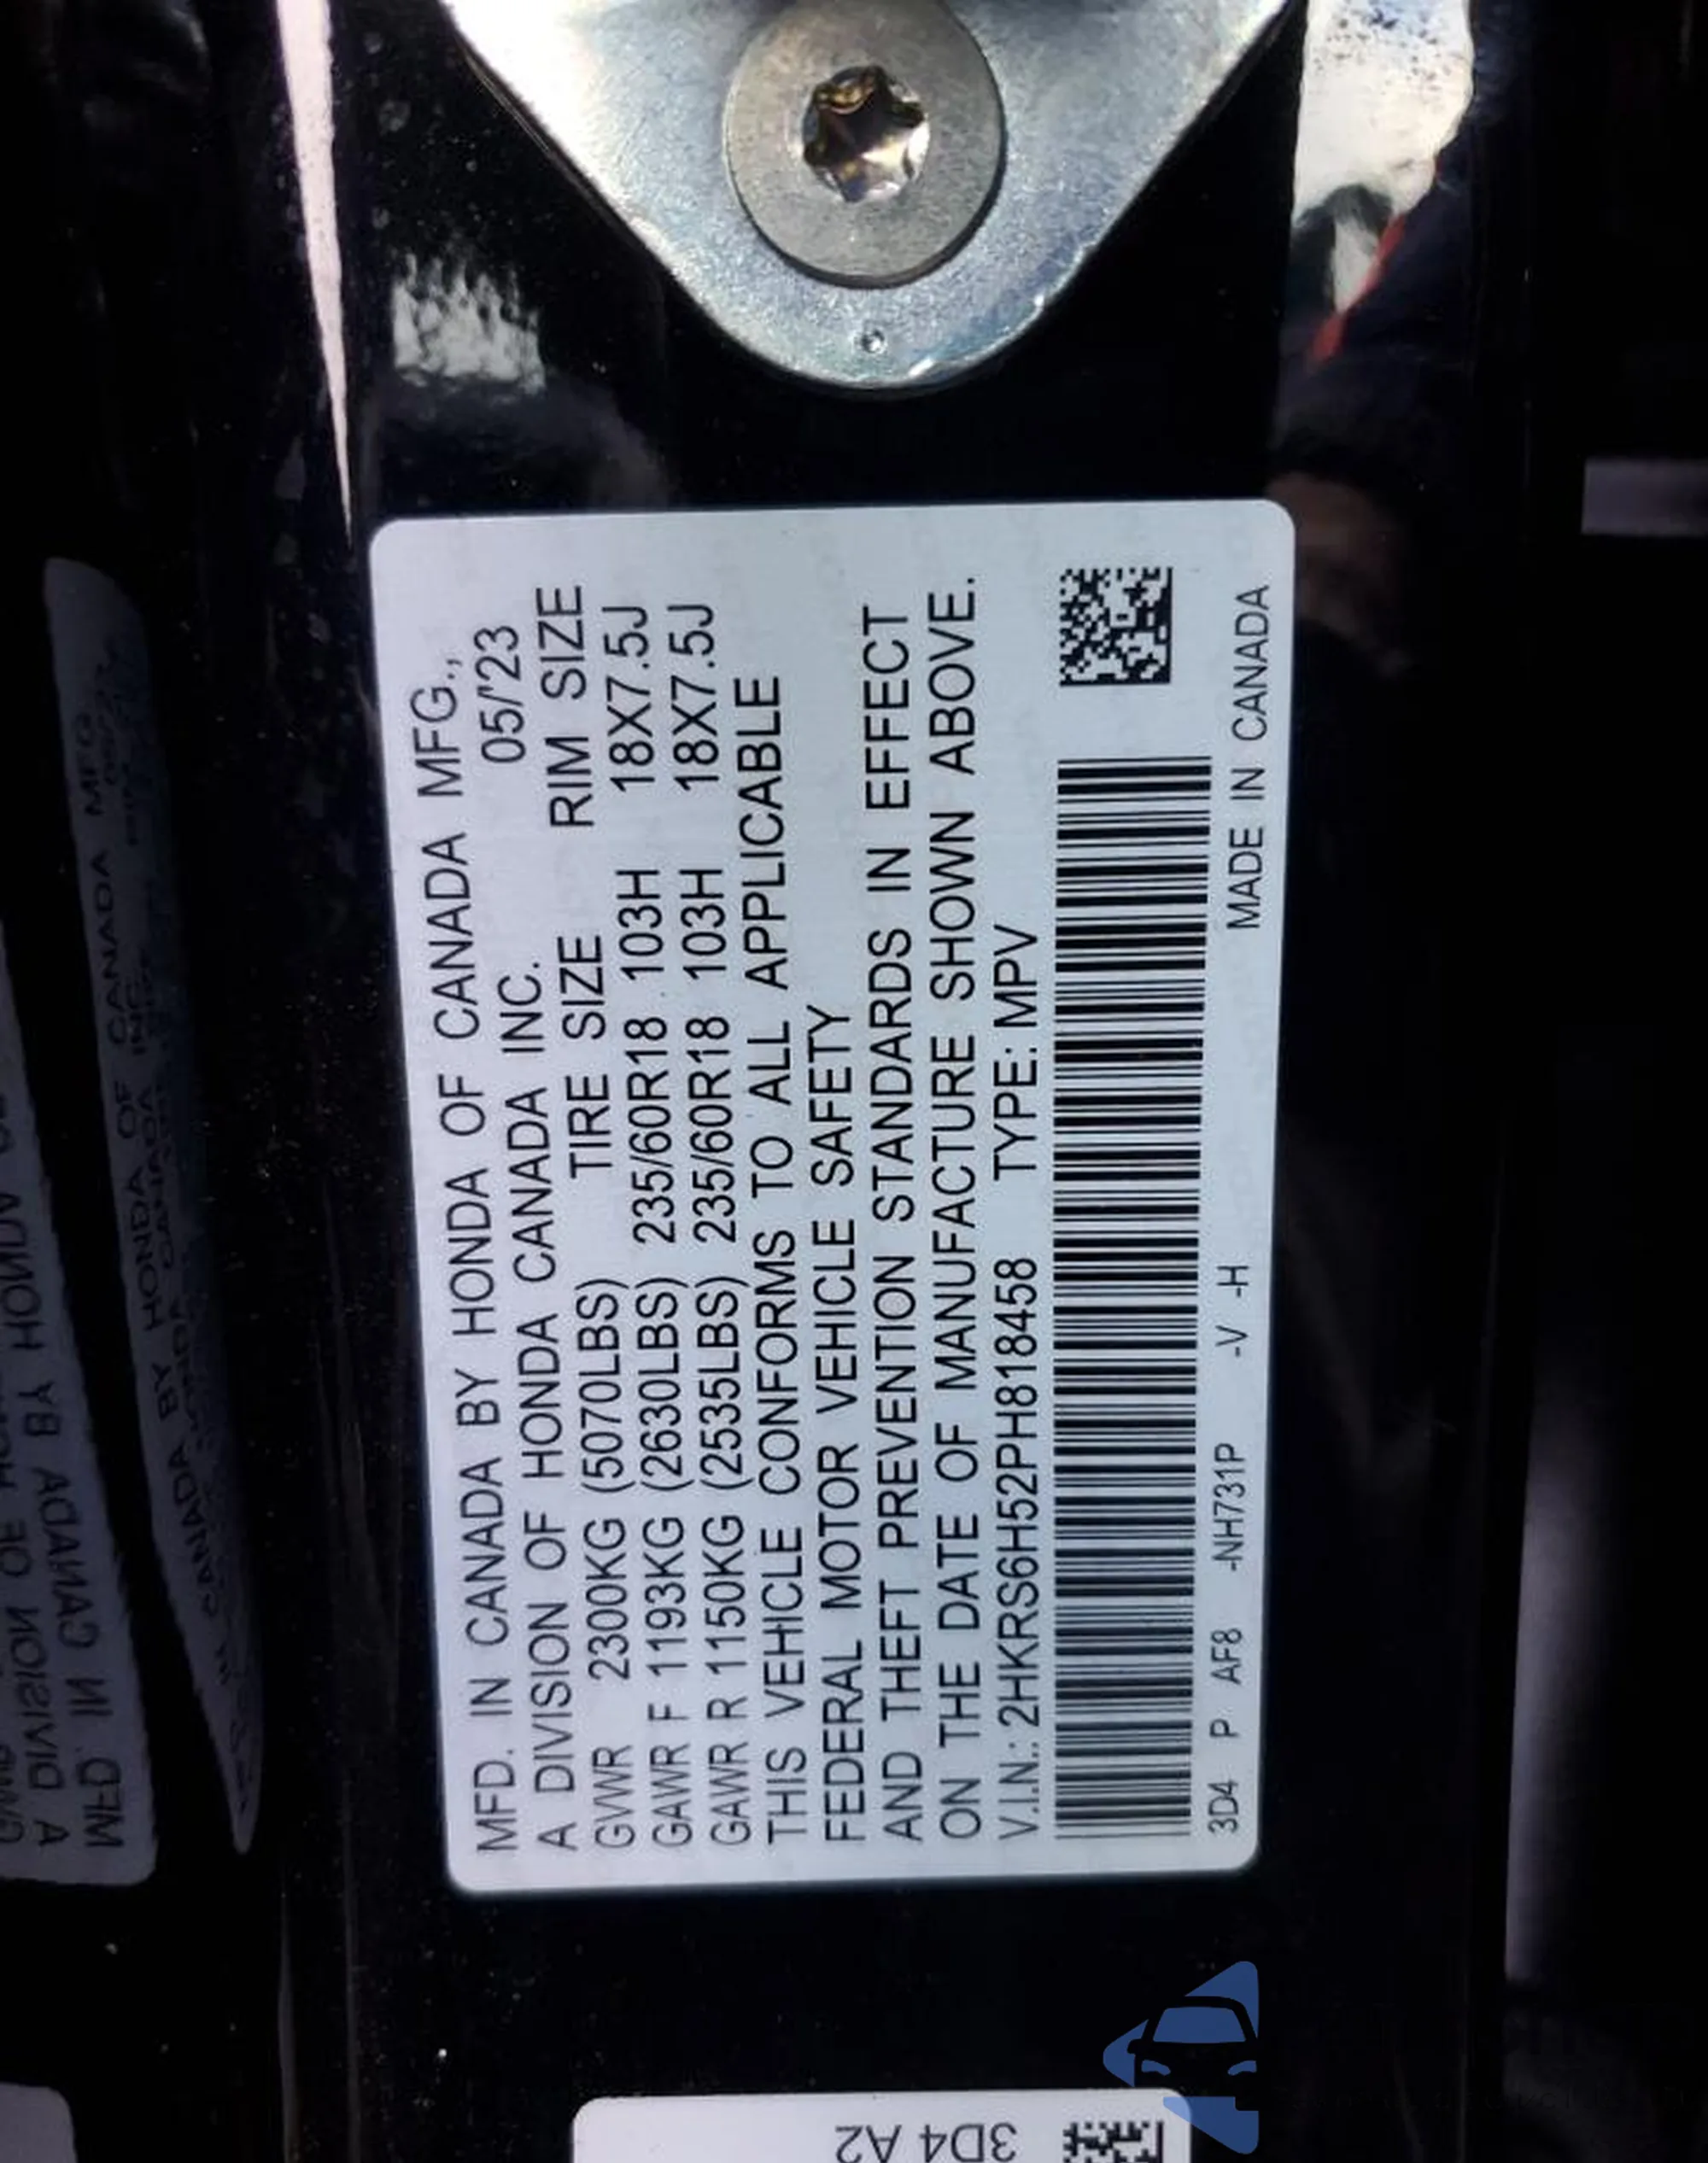 MFD. IN CANADA BY HONDA OF CANADA MFG.,
A DIVISION OF HONDA CANADA INC. 05/'23
GVWR 2300KG (5070LBS) TIRE SIZE RIM SIZE
GAWR F 1193KG (2630LBS) 235/60R18 103H 18X7.5J
GAWR R 1150KG (2535LBS) 235/60R18 103H 18X7.5J
THIS VEHICLE CONFORMS TO ALL APPLICABLE
FEDERAL MOTOR VEHICLE SAFETY
AND THEFT PREVENTION STANDARDS IN EFFECT
ON THE DATE OF MANUFACTURE SHOWN ABOVE.
V.I.N.: 2HKRS6H52PH818458 TYPE: MPV
3D4 P AF8 -NH731P -V -H MADE IN CANADA
3D4 A2